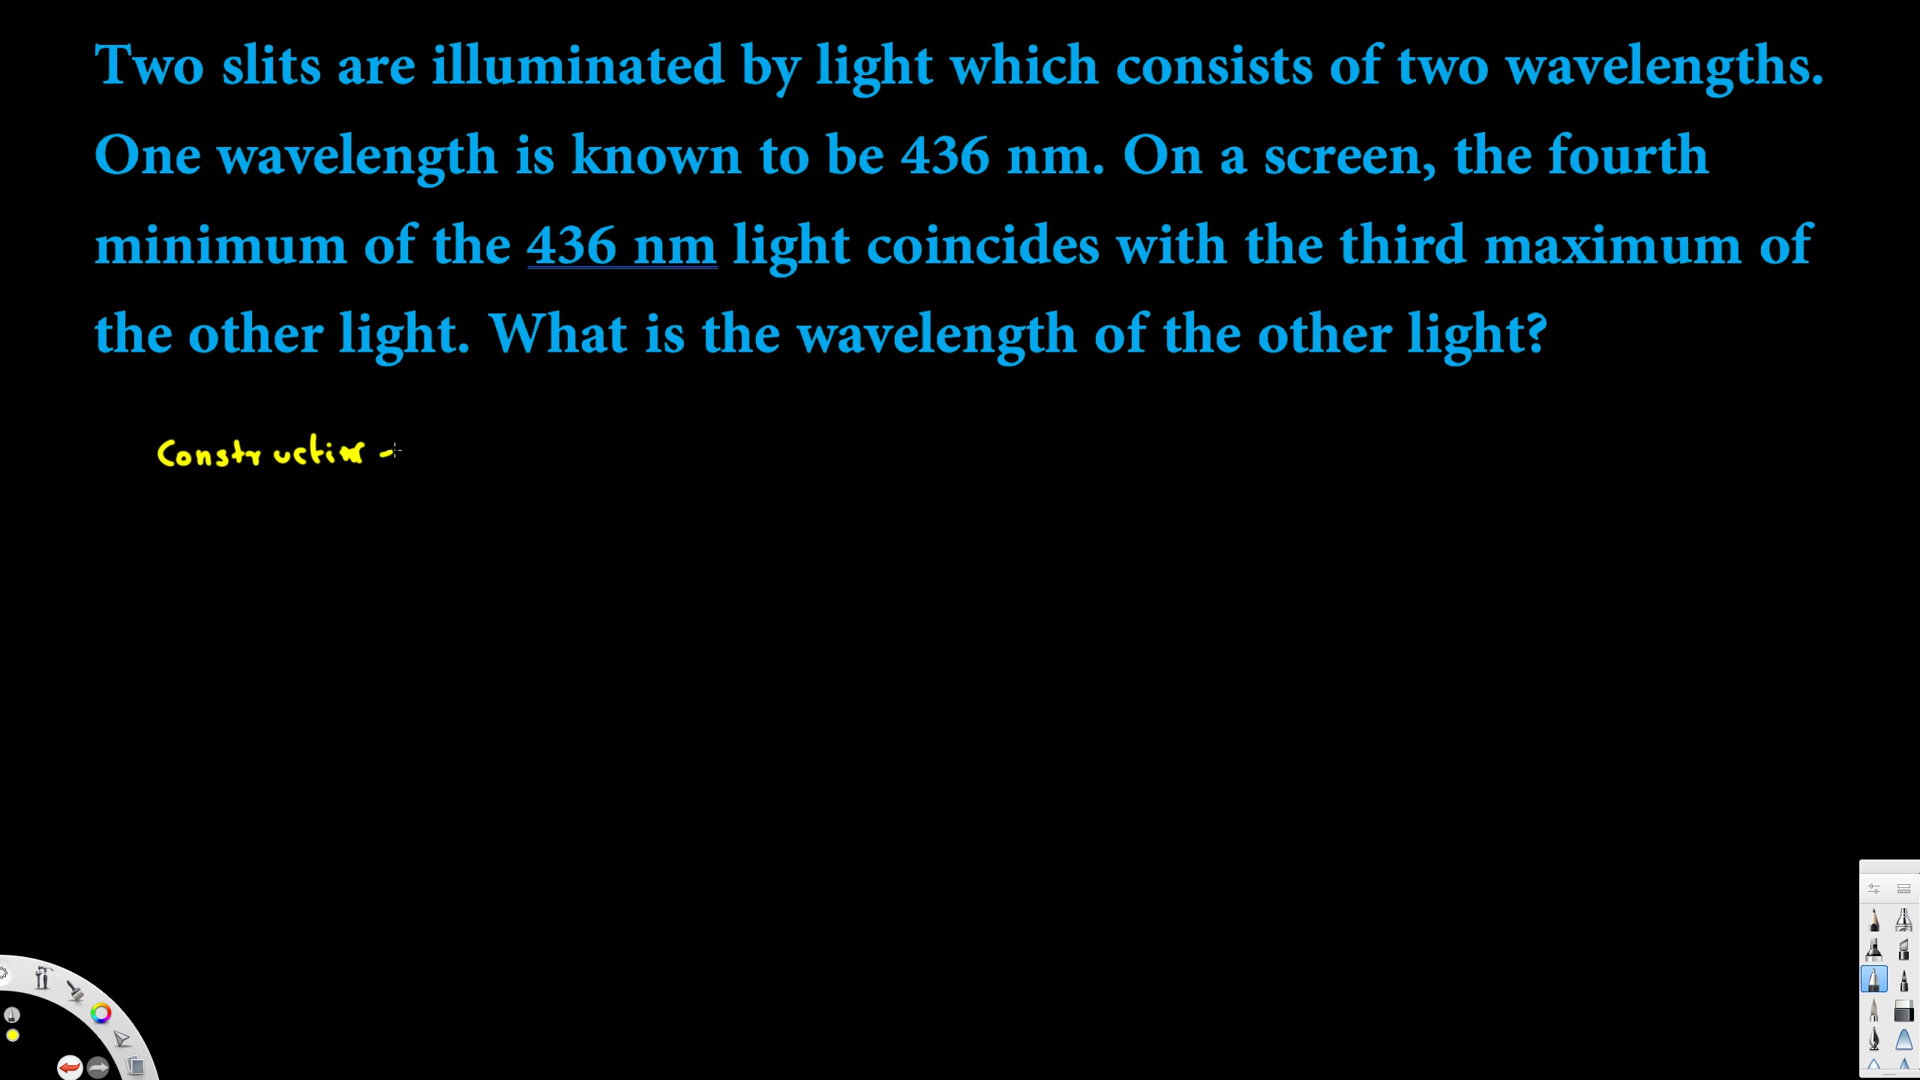 Two slits are illuminated by light which consists of two wavelengths.
One wavelength is known to be 436 nm. On a screen, the fourth
minimum of the 436 nm light coincides with the third maximum of
the other light. What is the wavelength of the other light?
Constructive -